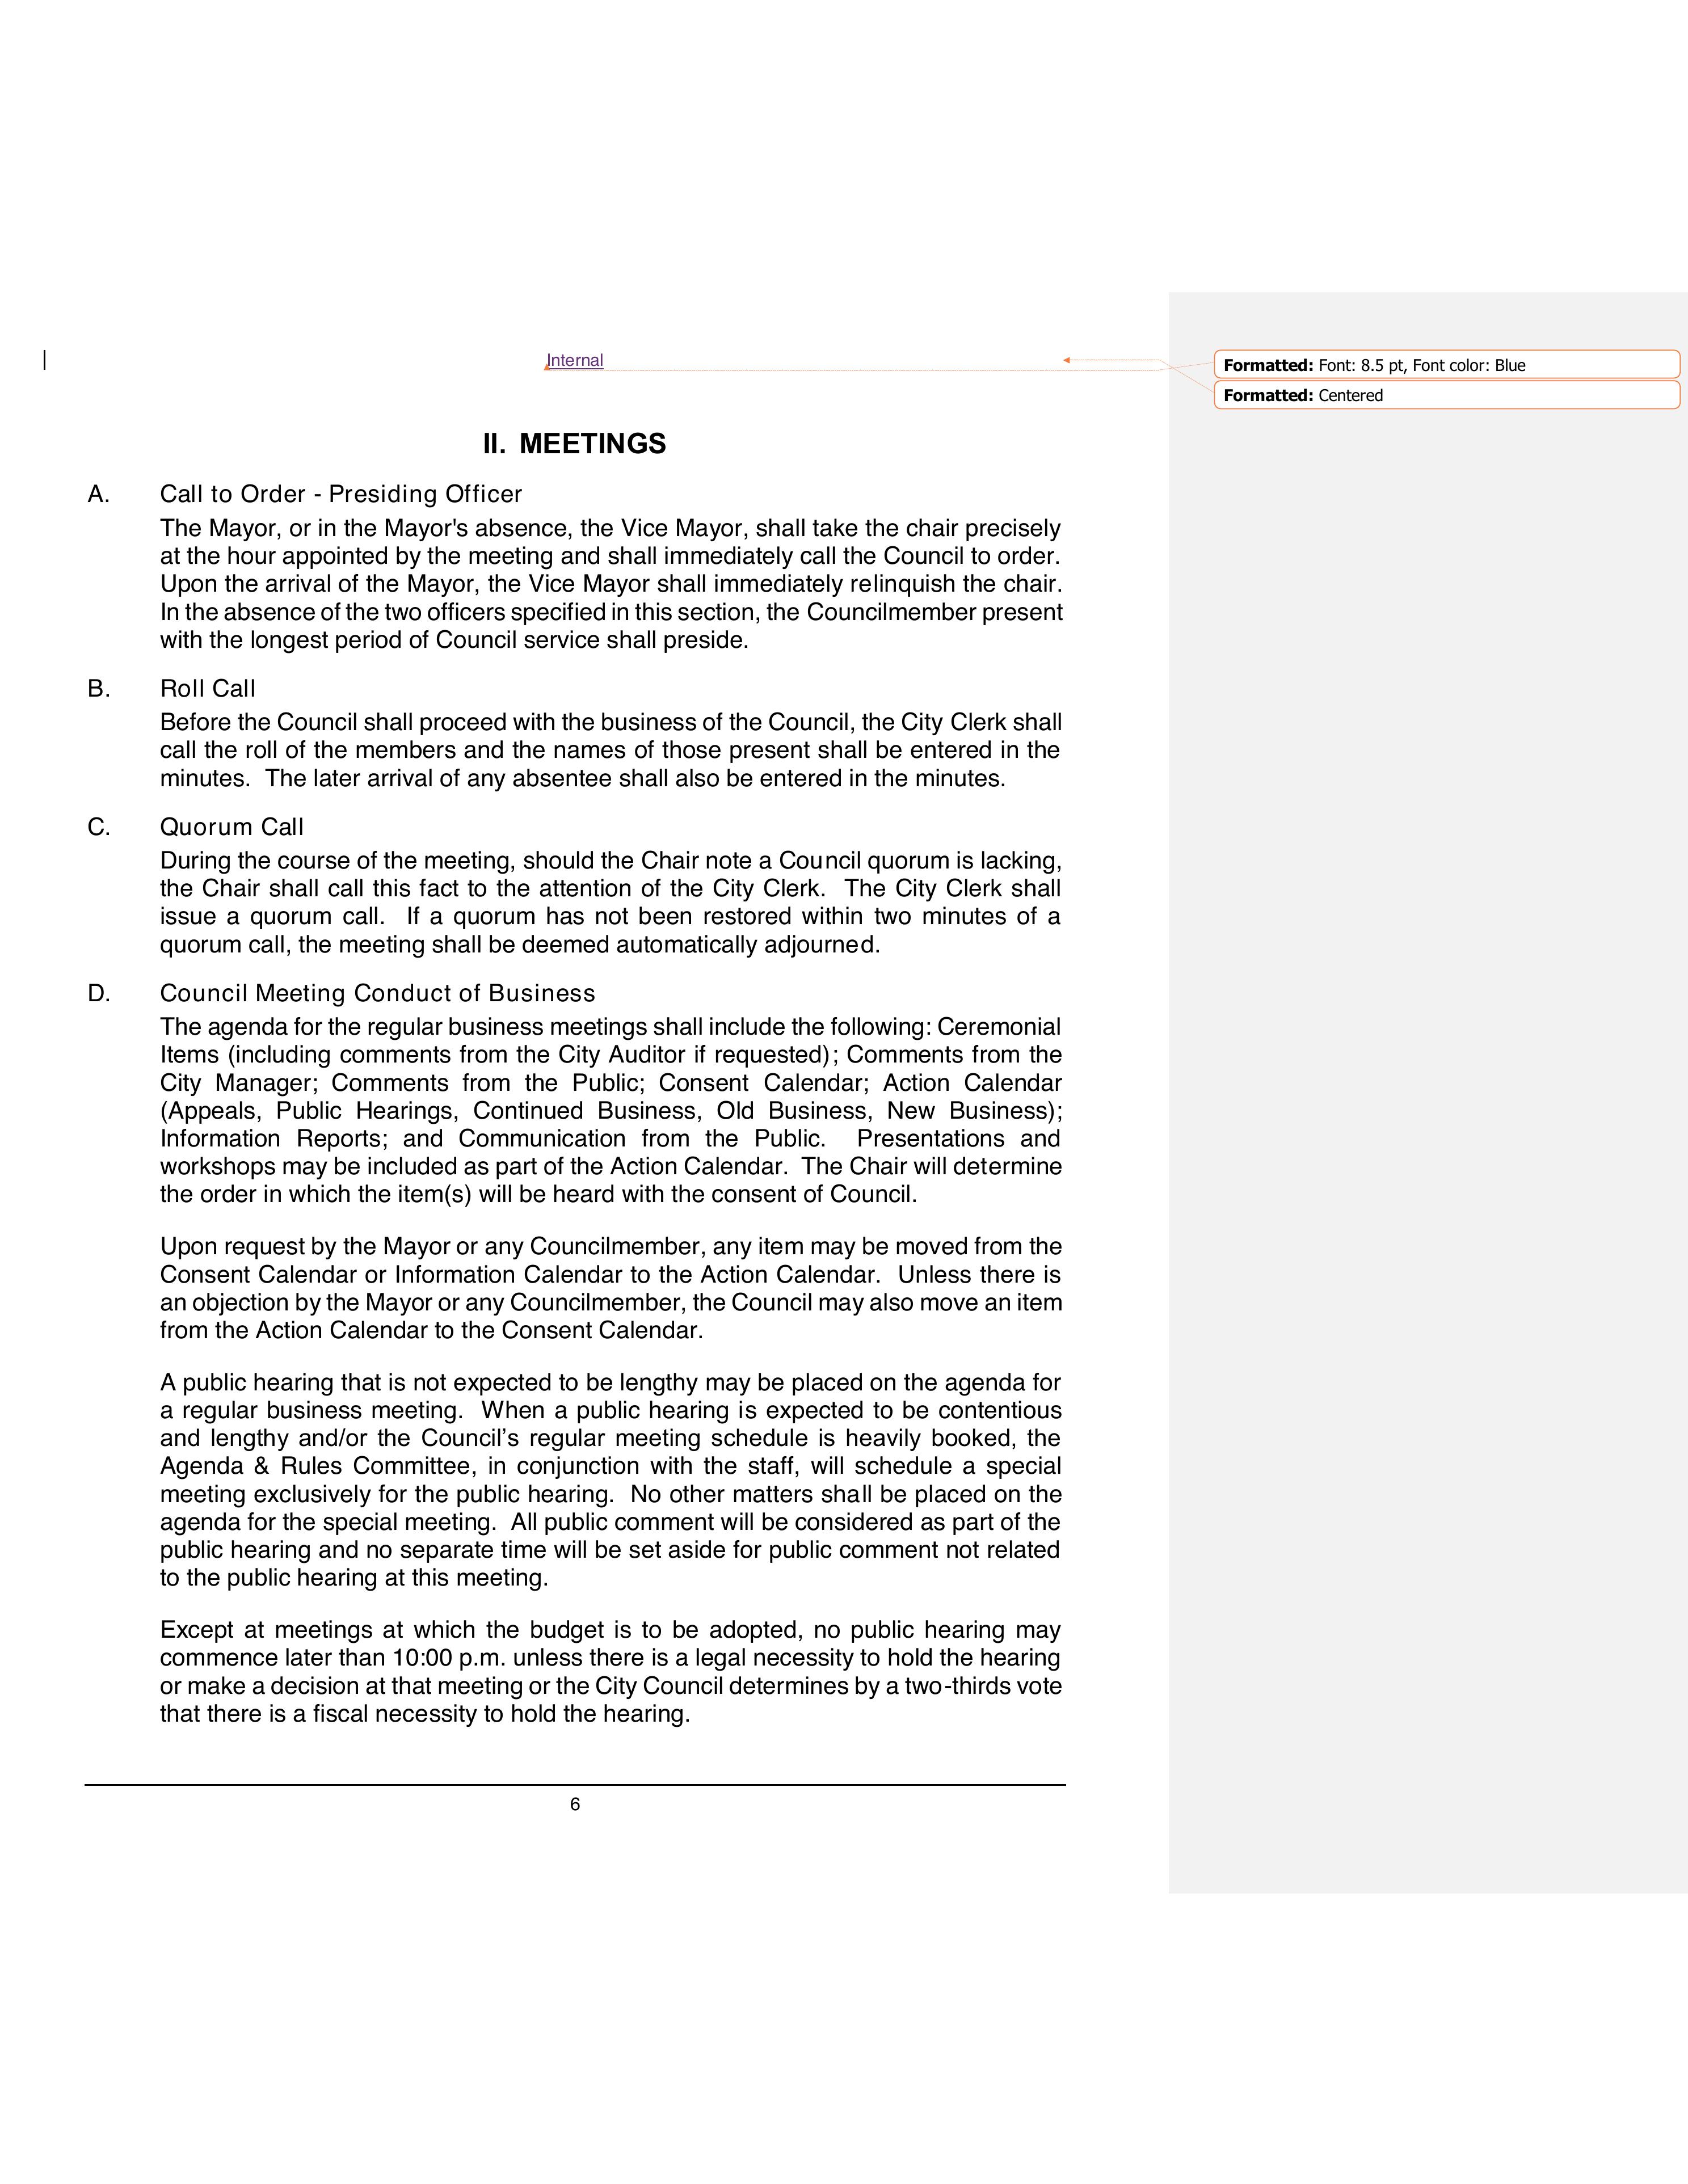 Internal
Formatted: Font: 8.5 pt, Font color: Blue
Formatted: Centered
II. MEETINGS
A. Call to Order - Presiding Officer
The Mayor, or in the Mayor's absence, the Vice Mayor, shall take the chair precisely
at the hour appointed by the meeting and shall immediately call the Council to order.
Upon the arrival of the Mayor, the Vice Mayor shall immediately relinquish the chair.
In the absence of the two officers specified in this section, the Councilmember present
with the longest period of Council service shall preside.
B. Roll Call
Before the Council shall proceed with the business of the Council, the City Clerk shall
call the roll of the members and the names of those present shall be entered in the
minutes. The later arrival of any absentee shall also be entered in the minutes.
C. Quorum Call
During the course of the meeting, should the Chair note a Council quorum is lacking,
the Chair shall call this fact to the attention of the City Clerk. The City Clerk shall
issue a quorum call. If a quorum has not been restored within two minutes of a
quorum call, the meeting shall be deemed automatically adjourned.
D. Council Meeting Conduct of Business
The agenda for the regular business meetings shall include the following: Ceremonial
Items (including comments from the City Auditor if requested); Comments from the
City Manager; Comments from the Public; Consent Calendar; Action Calendar
(Appeals, Public Hearings, Continued Business, Old Business, New Business);
Information Reports; and Communication from the Public. Presentations and
workshops may be included as part of the Action Calendar. The Chair will determine
the order in which the item(s) will be heard with the consent of Council.
Upon request by the Mayor or any Councilmember, any item may be moved from the
Consent Calendar or Information Calendar to the Action Calendar. Unless there is
an objection by the Mayor or any Councilmember, the Council may also move an item
from the Action Calendar to the Consent Calendar.
A public hearing that is not expected to be lengthy may be placed on the agenda for
a regular business meeting. When a public hearing is expected to be contentious
and lengthy and/or the Council’s regular meeting schedule is heavily booked, the
Agenda & Rules Committee, in conjunction with the staff, will schedule a special
meeting exclusively for the public hearing. No other matters shall be placed on the
agenda for the special meeting. All public comment will be considered as part of the
public hearing and no separate time will be set aside for public comment not related
to the public hearing at this meeting.
Except at meetings at which the budget is to be adopted, no public hearing may
commence later than 10:00 p.m. unless there is a legal necessity to hold the hearing
or make a decision at that meeting or the City Council determines by a two-thirds vote
that there is a fiscal necessity to hold the hearing.
6